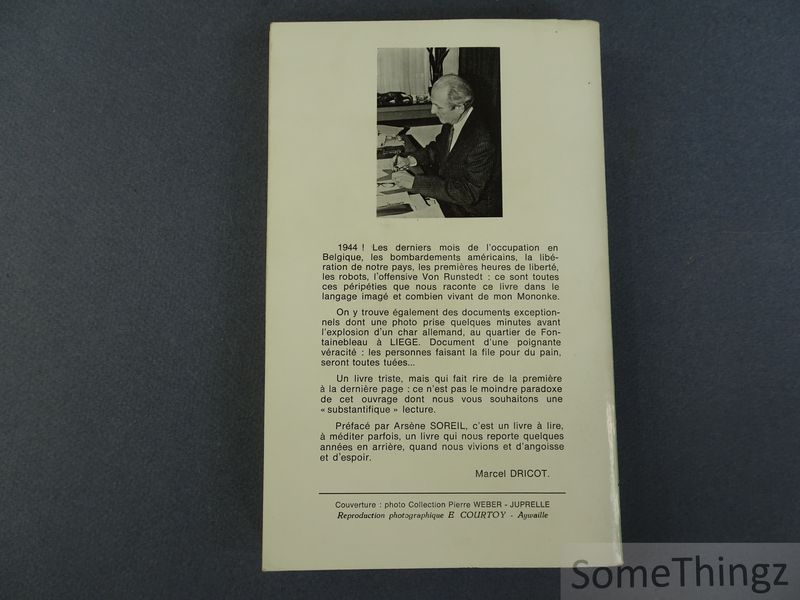 1944 ! Les derniers mois de l'occupation en
Belgique, les bombardements américains, la libé-
ration de notre pays, les premières heures de liberté,
les robots, l'offensive Von Runstedt : ce sont toutes
ces péripéties que nous raconte ce livre dans le
langage imagé et combien vivant de mon Mononke.
On y trouve également des documents exception-
nels dont une photo prise quelques minutes avant
l'explosion d'un char allemand, au quartier de Fon-
tainebleau à LIEGE. Document d'une poignante
véracité : les personnes faisant la file pour du pain,
seront toutes tuées...
Un livre triste, mais qui fait rire de la première
à la dernière page : ce n'est pas le moindre paradoxe
de cet ouvrage dont nous vous souhaitons une
« substantifique » lecture.
Préfacé par Arsène SOREIL, c'est un livre à lire,
à méditer parfois, un livre qui nous reporte quelques
années en arrière, quand nous vivions et d'angoisse
et d'espoir.
Marcel DRICOT.
Couverture : photo Collection Pierre WEBER - JUPRELLE
Reproduction photographique E COURTOY - Aywaille
SomeThingz